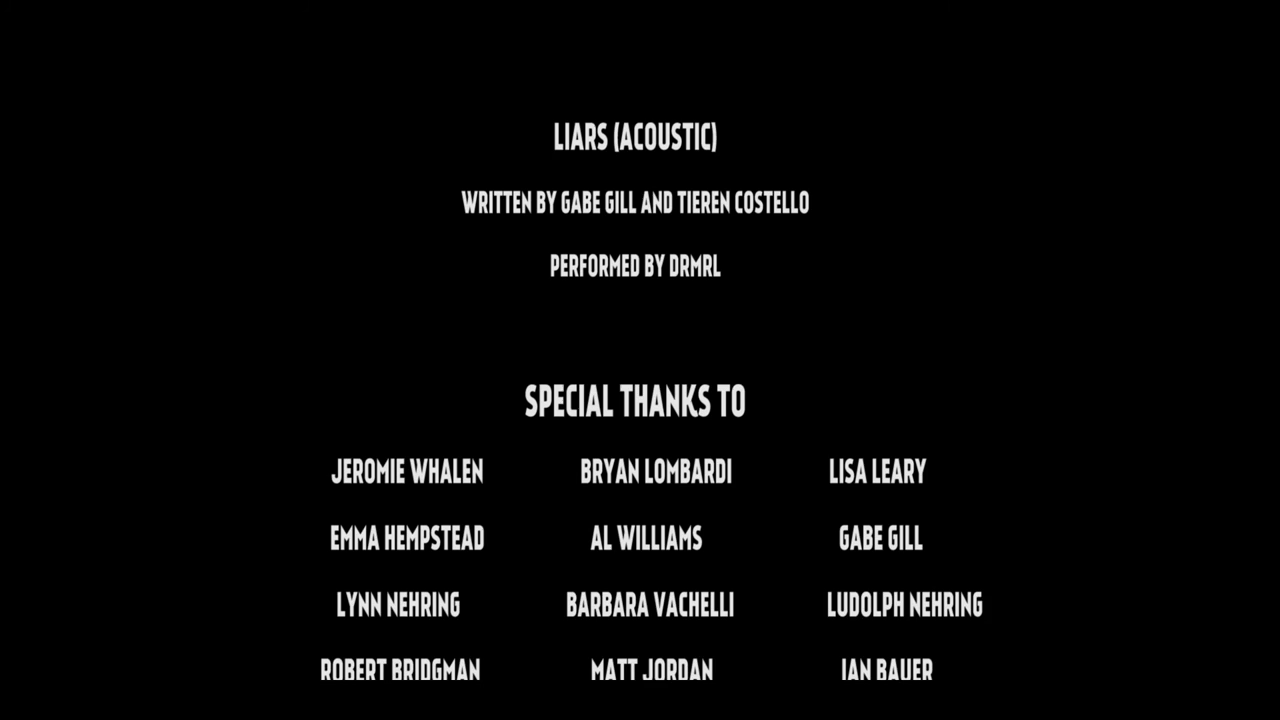 LIARS (ACOUSTIC)
WRITTEN BY GABE GILL AND TIEREN COSTELLO
PERFORMED BY DRMRL
SPECIAL THANKS TO
JEROMIE WHALEN BRYAN LOMBARDI LISA LEARY
EMMA HEMPSTEAD AL WILLIAMS GABE GILL
LYNN NEHRING BARBARA VACHELLI LUDOLPH NEHRING
ROBERT BRIDGMAN MATT JORDAN IAN BAUER